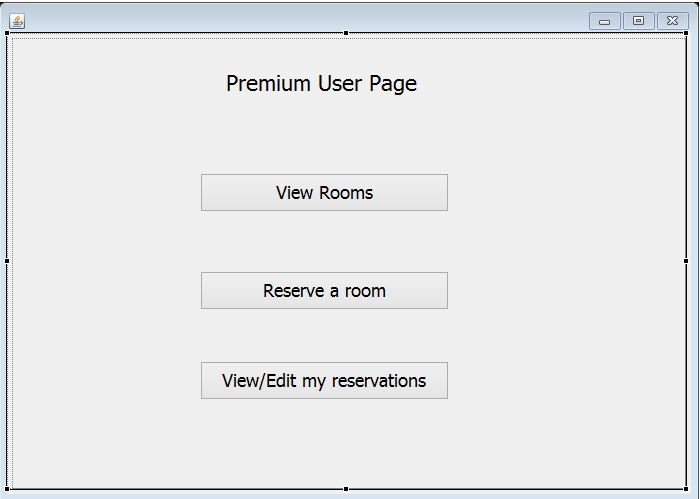 Premium User Page
View Rooms
Reserve a room
View/Edit my reservations